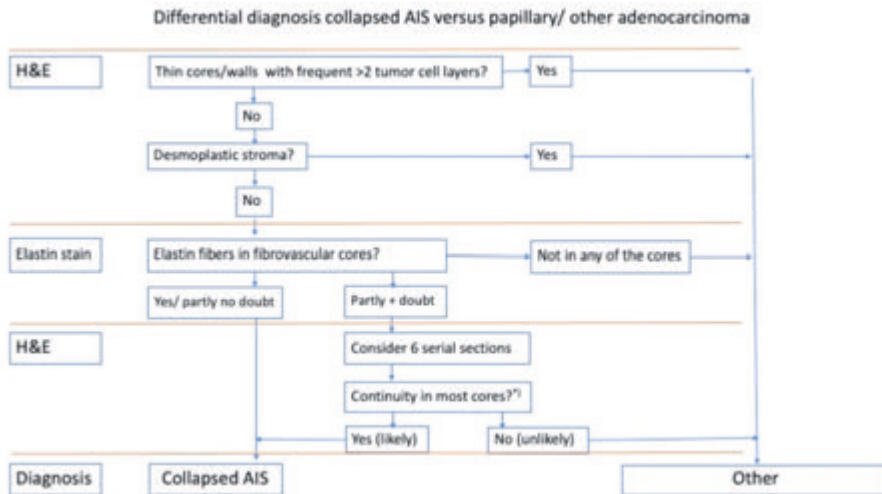 Differential diagnosis collapsed AIS versus papillary/ other adenocarcinoma
H&E
Thin cores/walls with frequent >2 tumor cell layers?
Yes
No
Desmoplastic stroma?
Yes
No
Elastin stain
Elastin fibers in fibrovascular cores?
Not in any of the cores
Yes/ partly no doubt
Partly + doubt
H&E
Consider 6 serial sections
Continuity in most cores?*)
Yes (likely)
No (unlikely)
Diagnosis
Collapsed AIS
Other